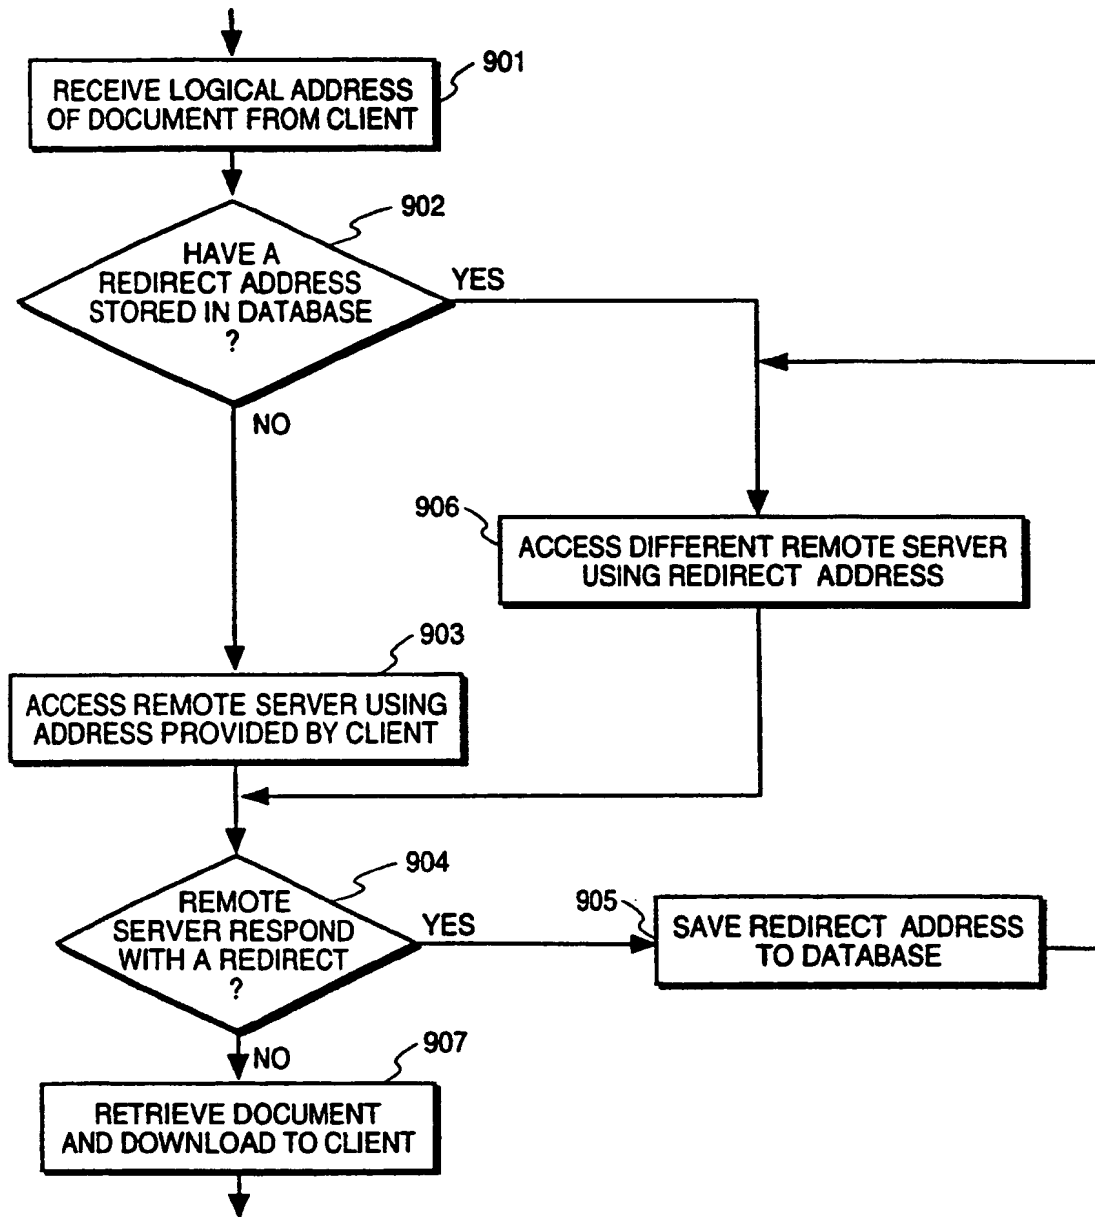 901
RECEIVE LOGICAL ADDRESS
OF DOCUMENT FROM CLIENT
902
HAVE A
REDIRECT ADDRESS
STORED IN DATABASE
?
YES
NO
906
ACCESS DIFFERENT REMOTE SERVER
USING REDIRECT ADDRESS
903
ACCESS REMOTE SERVER USING
ADDRESS PROVIDED BY CLIENT
904
REMOTE
SERVER RESPOND
WITH A REDIRECT
?
YES
905
SAVE REDIRECT ADDRESS
TO DATABASE
NO
907
RETRIEVE DOCUMENT
AND DOWNLOAD TO CLIENT